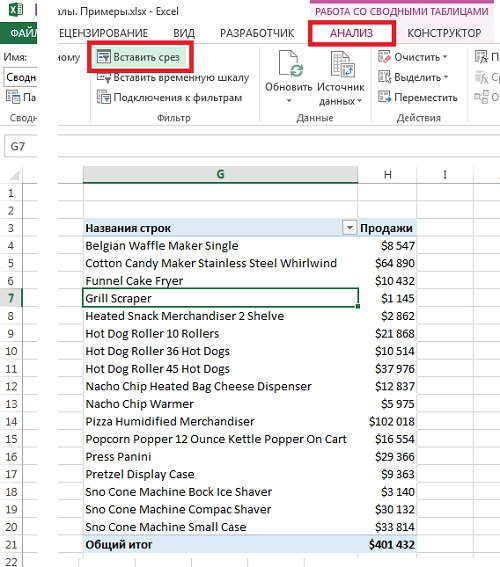 алы. Примеры.xlsx - Excel
РАБОТА СО СВОДНЫМИ ТАБЛИЦАМИ
ФАЙЛ ЕЦЕНЗИРОВАНИЕ ВИД РАЗРАБОТЧИК АНАЛИЗ КОНСТРУКТОР
Имя: ному Вставить срез Очистить
Сводн Вставить временную шкалу Обновить Источник данных Выделить
Па Подключения к фильтрам Переместить
Сводн Фильтр Данные Действия
G7
G H I
1
2
3 Названия строк Продажи
4 Belgian Waffle Maker Single $8 547
5 Cotton Candy Maker Stainless Steel Whirlwind $64 890
6 Funnel Cake Fryer $10 432
7 Grill Scraper $1 145
8 Heated Snack Merchandiser 2 Shelve $2 862
9 Hot Dog Roller 10 Rollers $21 868
10 Hot Dog Roller 36 Hot Dogs $10 514
11 Hot Dog Roller 45 Hot Dogs $37 976
12 Nacho Chip Heated Bag Cheese Dispenser $12 837
13 Nacho Chip Warmer $5 975
14 Pizza Humidified Merchandiser $102 018
15 Popcorn Popper 12 Ounce Kettle Popper On Cart $16 554
16 Press Panini $29 366
17 Pretzel Display Case $9 363
18 Sno Cone Machine Bock Ice Shaver $3 140
19 Sno Cone Machine Compac Shaver $30 132
20 Sno Cone Machine Small Case $33 814
21 Общий итог $401 432
22